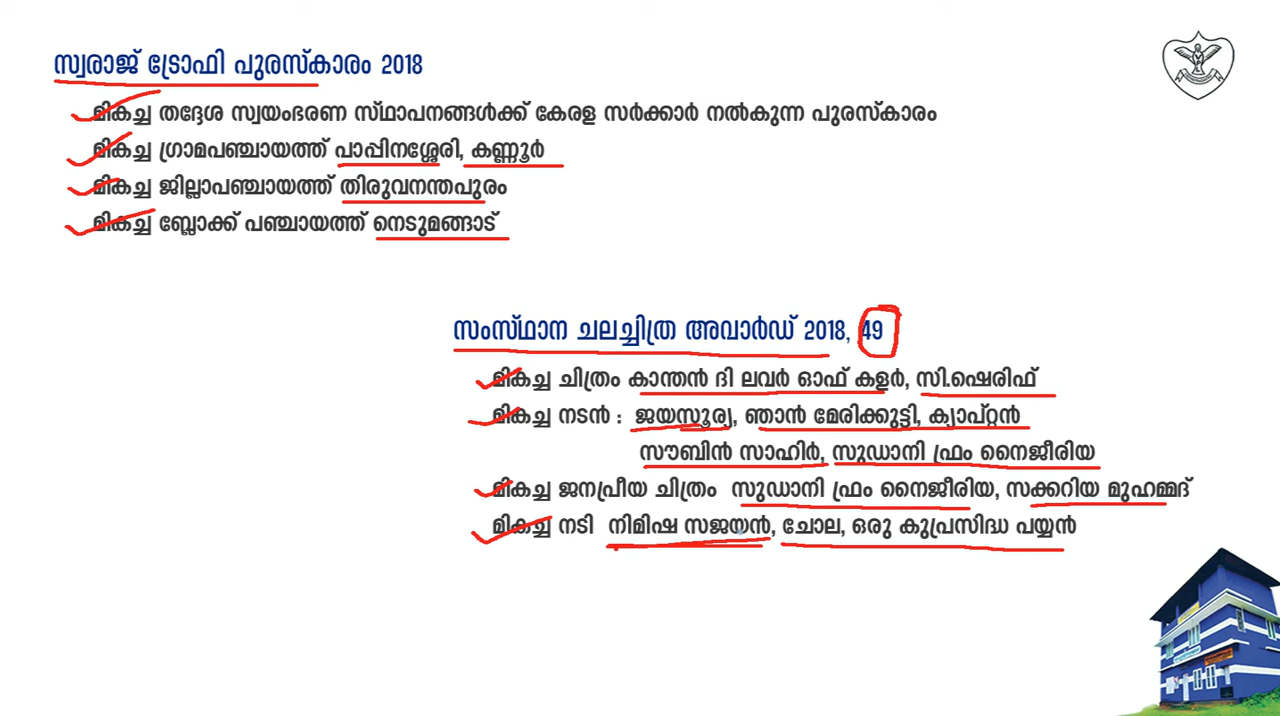 സ്വരാജ് ട്രോഫി പുരസ്കാരം 2018
മികച്ച തദ്ദേശ സ്വയംഭരണ സ്ഥാപനങ്ങൾക്ക് കേരള സർക്കാർ നൽകുന്ന പുരസ്കാരം
മികച്ച ഗ്രാമപഞ്ചായത്ത് പാപ്പിനശ്ശേരി, കണ്ണൂർ
മികച്ച ജില്ലാപഞ്ചായത്ത് തിരുവനന്തപുരം
മികച്ച ബ്ലോക്ക് പഞ്ചായത്ത് നെടുമങ്ങാട്
സംസ്ഥാന ചലച്ചിത്ര അവാർഡ് 2018, 49
മികച്ച ചിത്രം കാന്തൻ ദി ലവർ ഓഫ് കളർ, സി.ഷെരിഫ്
മികച്ച നടൻ : ജയസൂര്യ, ഞാൻ മേരിക്കുട്ടി, ക്യാപ്റ്റൻ
സൗബിൻ സാഹിർ, സുഡാനി ഫ്രം നൈജീരിയ
മികച്ച ജനപ്രീയ ചിത്രം സുഡാനി ഫ്രം നൈജീരിയ, സക്കറിയ മുഹമ്മദ്
മികച്ച നടി നിമിഷ സജയൻ, ചോല, ഒരു കുപ്രസിദ്ധ പയ്യൻ